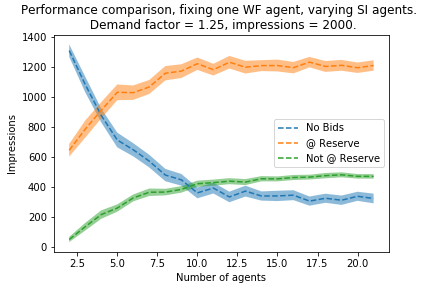 Performance comparison, fixing one WF agent, varying SI agents.
Demand factor = 1.25, impressions = 2000.
1400
1200
1000
800
600
400
200
0
Impressions
No Bids
@ Reserve
Not @ Reserve
2.5 5.0 7.5 10.0 12.5 15.0 17.5 20.0
Number of agents